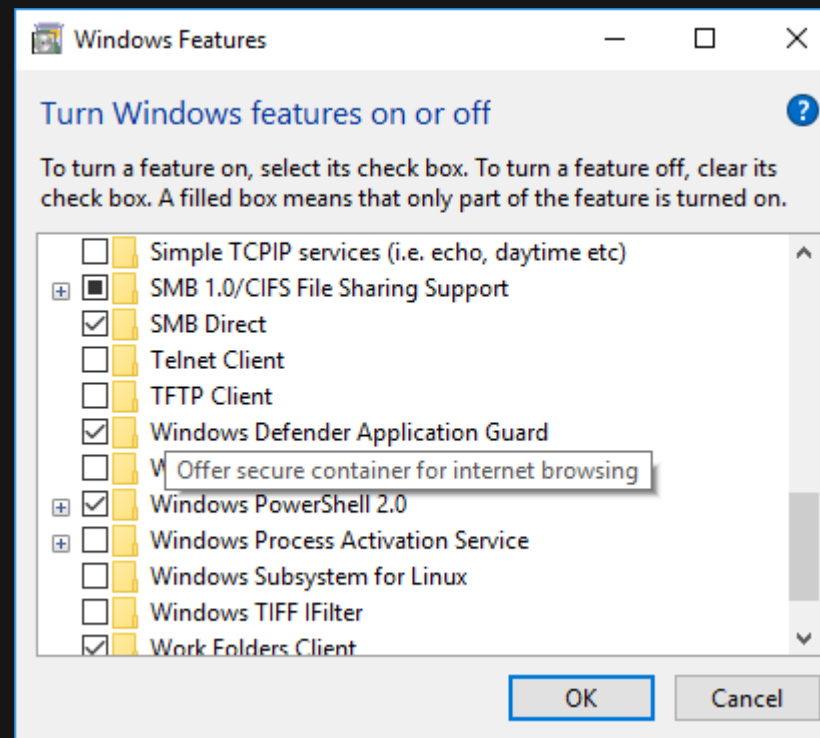 Windows Features
Turn Windows features on or off
To turn a feature on, select its check box. To turn a feature off, clear its
check box. A filled box means that only part of the feature is turned on.
Simple TCPIP services (i.e. echo, daytime etc)
SMB 1.0/CIFS File Sharing Support
SMB Direct
Telnet Client
TFTP Client
Windows Defender Application Guard
Offer secure container for internet browsing
Windows PowerShell 2.0
Windows Process Activation Service
Windows Subsystem for Linux
Windows TIFF IFilter
Work Folders Client
OK
Cancel